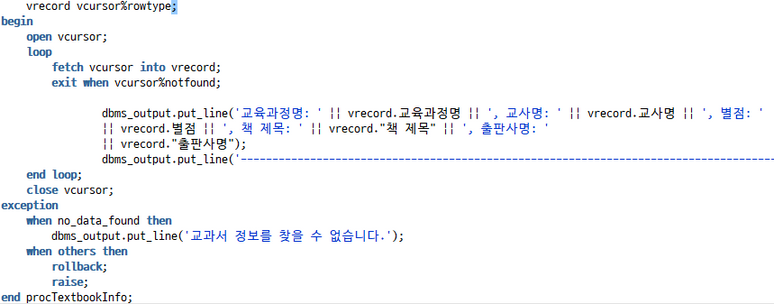 vrecord vcursor%rowtype;
begin
open vcursor;
loop
fetch vcursor into vrecord;
exit when vcursor%notfound;
dbms_output.put_line('교육과정명: ' || vrecord.교육과정명 || ', 교사명: ' || vrecord.교사명 || ', 별점: '
|| vrecord.별점 || ', 책 제목: ' || vrecord."책 제목" || ', 출판사명: '
|| vrecord."출판사명");
dbms_output.put_line('-------------------------------------------------------------------------------------
end loop;
close vcursor;
exception
when no_data_found then
dbms_output.put_line('교과서 정보를 찾을 수 없습니다.');
when others then
rollback;
raise;
end procTextbookInfo;